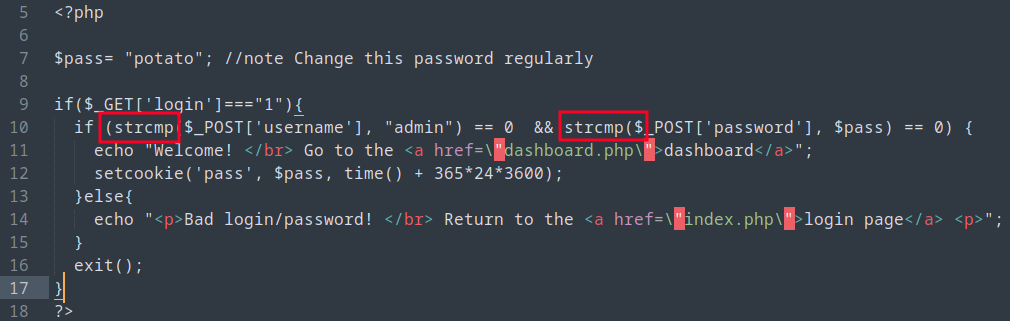 5 <?php
6
7 $pass= "potato"; //note Change this password regularly
8
9 if($_GET['login']==="1"){
10   if (strcmp($_POST['username'], "admin") == 0  && strcmp($_POST['password'], $pass) == 0) {
11     echo "Welcome! </br> Go to the <a href=\"dashboard.php\">dashboard</a>";
12     setcookie('pass', $pass, time() + 365*24*3600);
13   }else{
14     echo "<p>Bad login/password! </br> Return to the <a href=\"index.php\">login page</a> <p>";
15   }
16   exit();
17 }
18 ?>